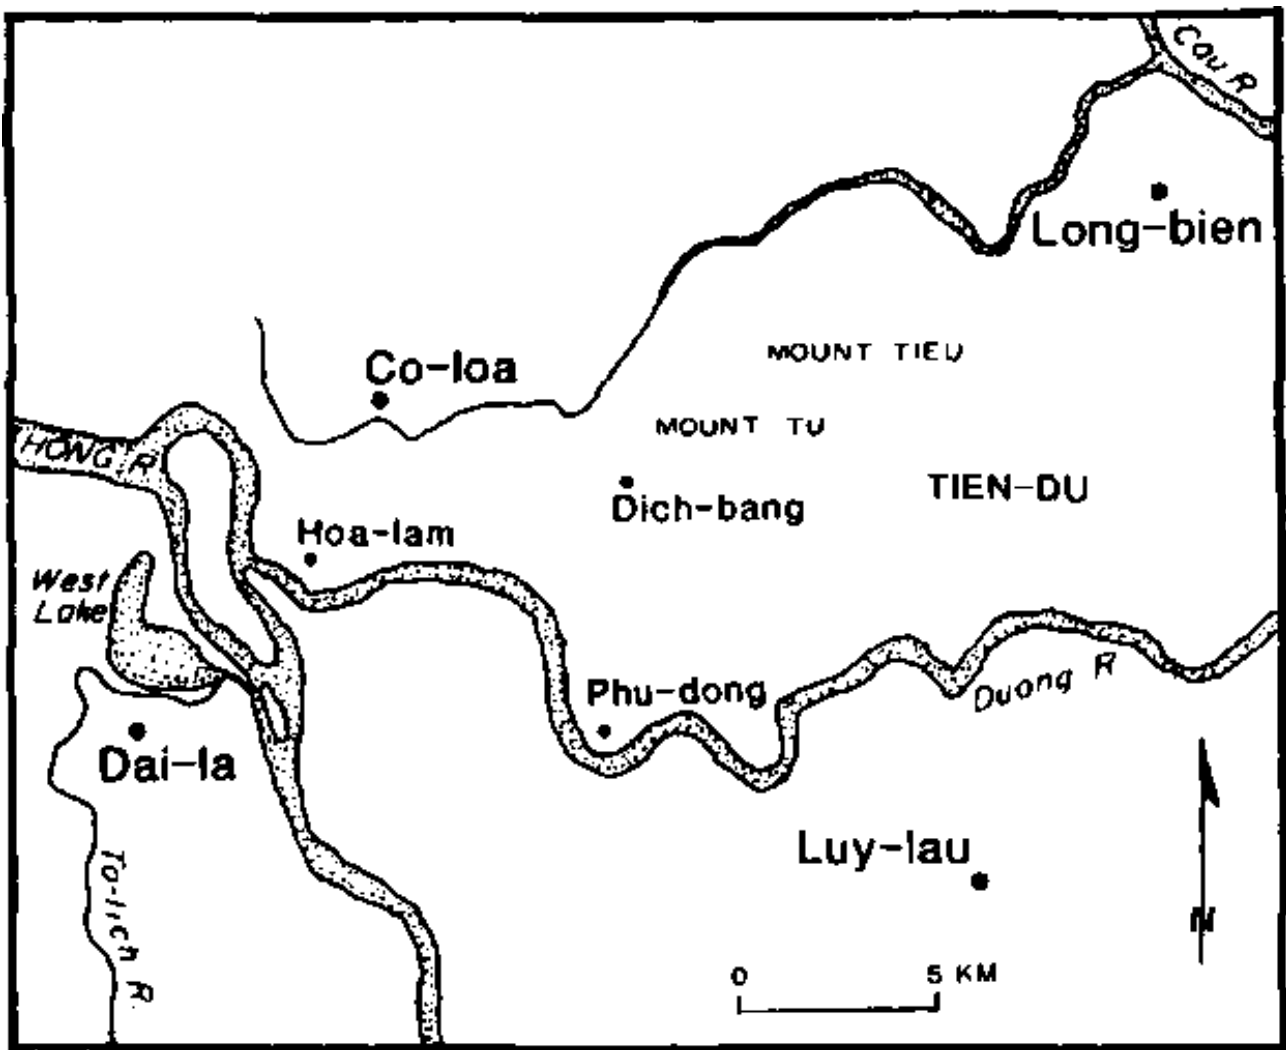 Cau R
Long-bien
MOUNT TIEU
Co-loa
MOUNT TU
HONG R
TIEN-DU
Dich-bang
Hoa-lam
West
Lake
Duong R
Phu-dong
Dai-la
Luy-lau
To-lich R.
N
0 5 KM